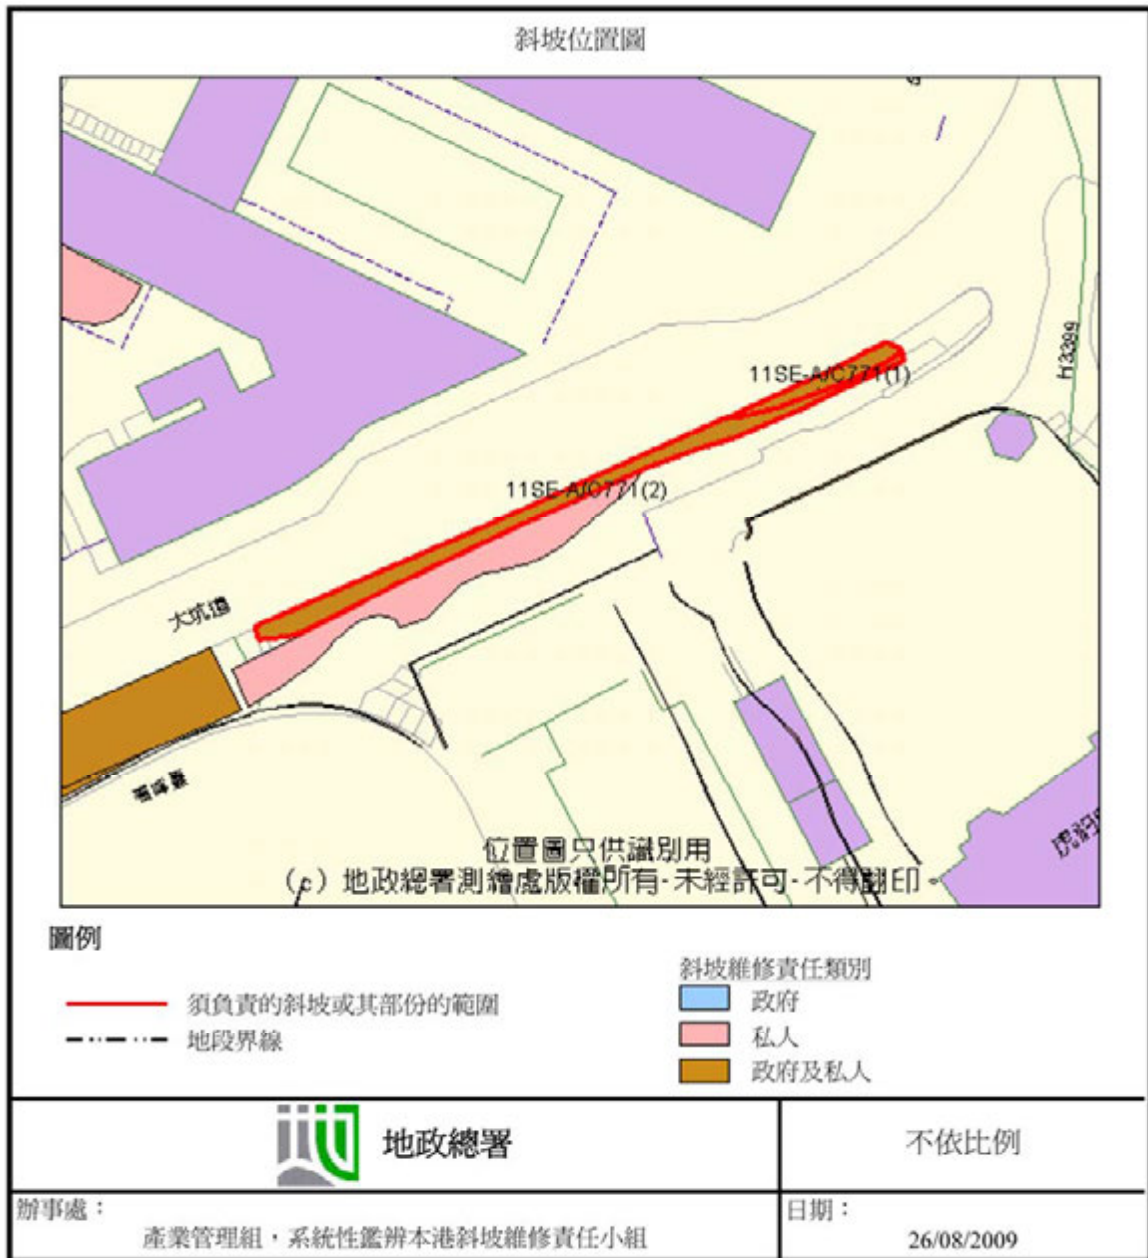 斜坡位置圖
11SE-A/C771(1)
11SE-A/C771(2)
大坑道
位置圖只供識別用
(c) 地政總署測繪處版權所有-未經許可-不得翻印。
圖例
須負責的斜坡或其部份的範圍
地段界線
斜坡維修責任類別
政府
私人
政府及私人
地政總署
不依比例
辦事處：
產業管理組，系統性鑑辨本港斜坡維修責任小組
日期：
26/08/2009